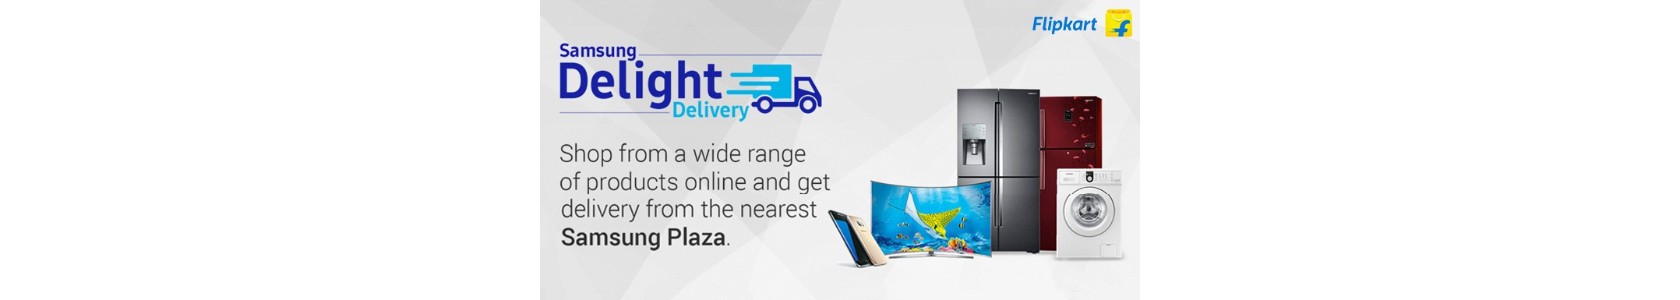 Flipkart
Samsung
Delight
Delivery
Shop from a wide range
of products online and get
delivery from the nearest
Samsung Plaza.